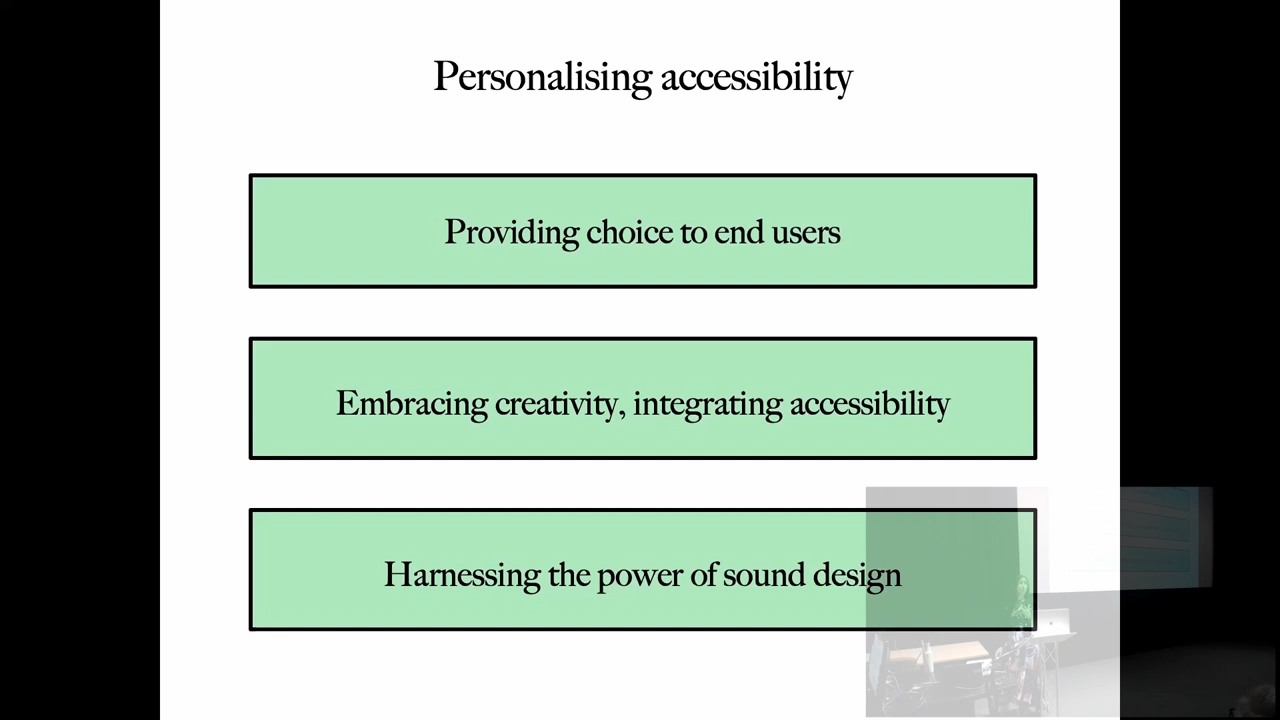 Personalising accessibility
Providing choice to end users
Embracing creativity, integrating accessibility
Harnessing the power of sound design